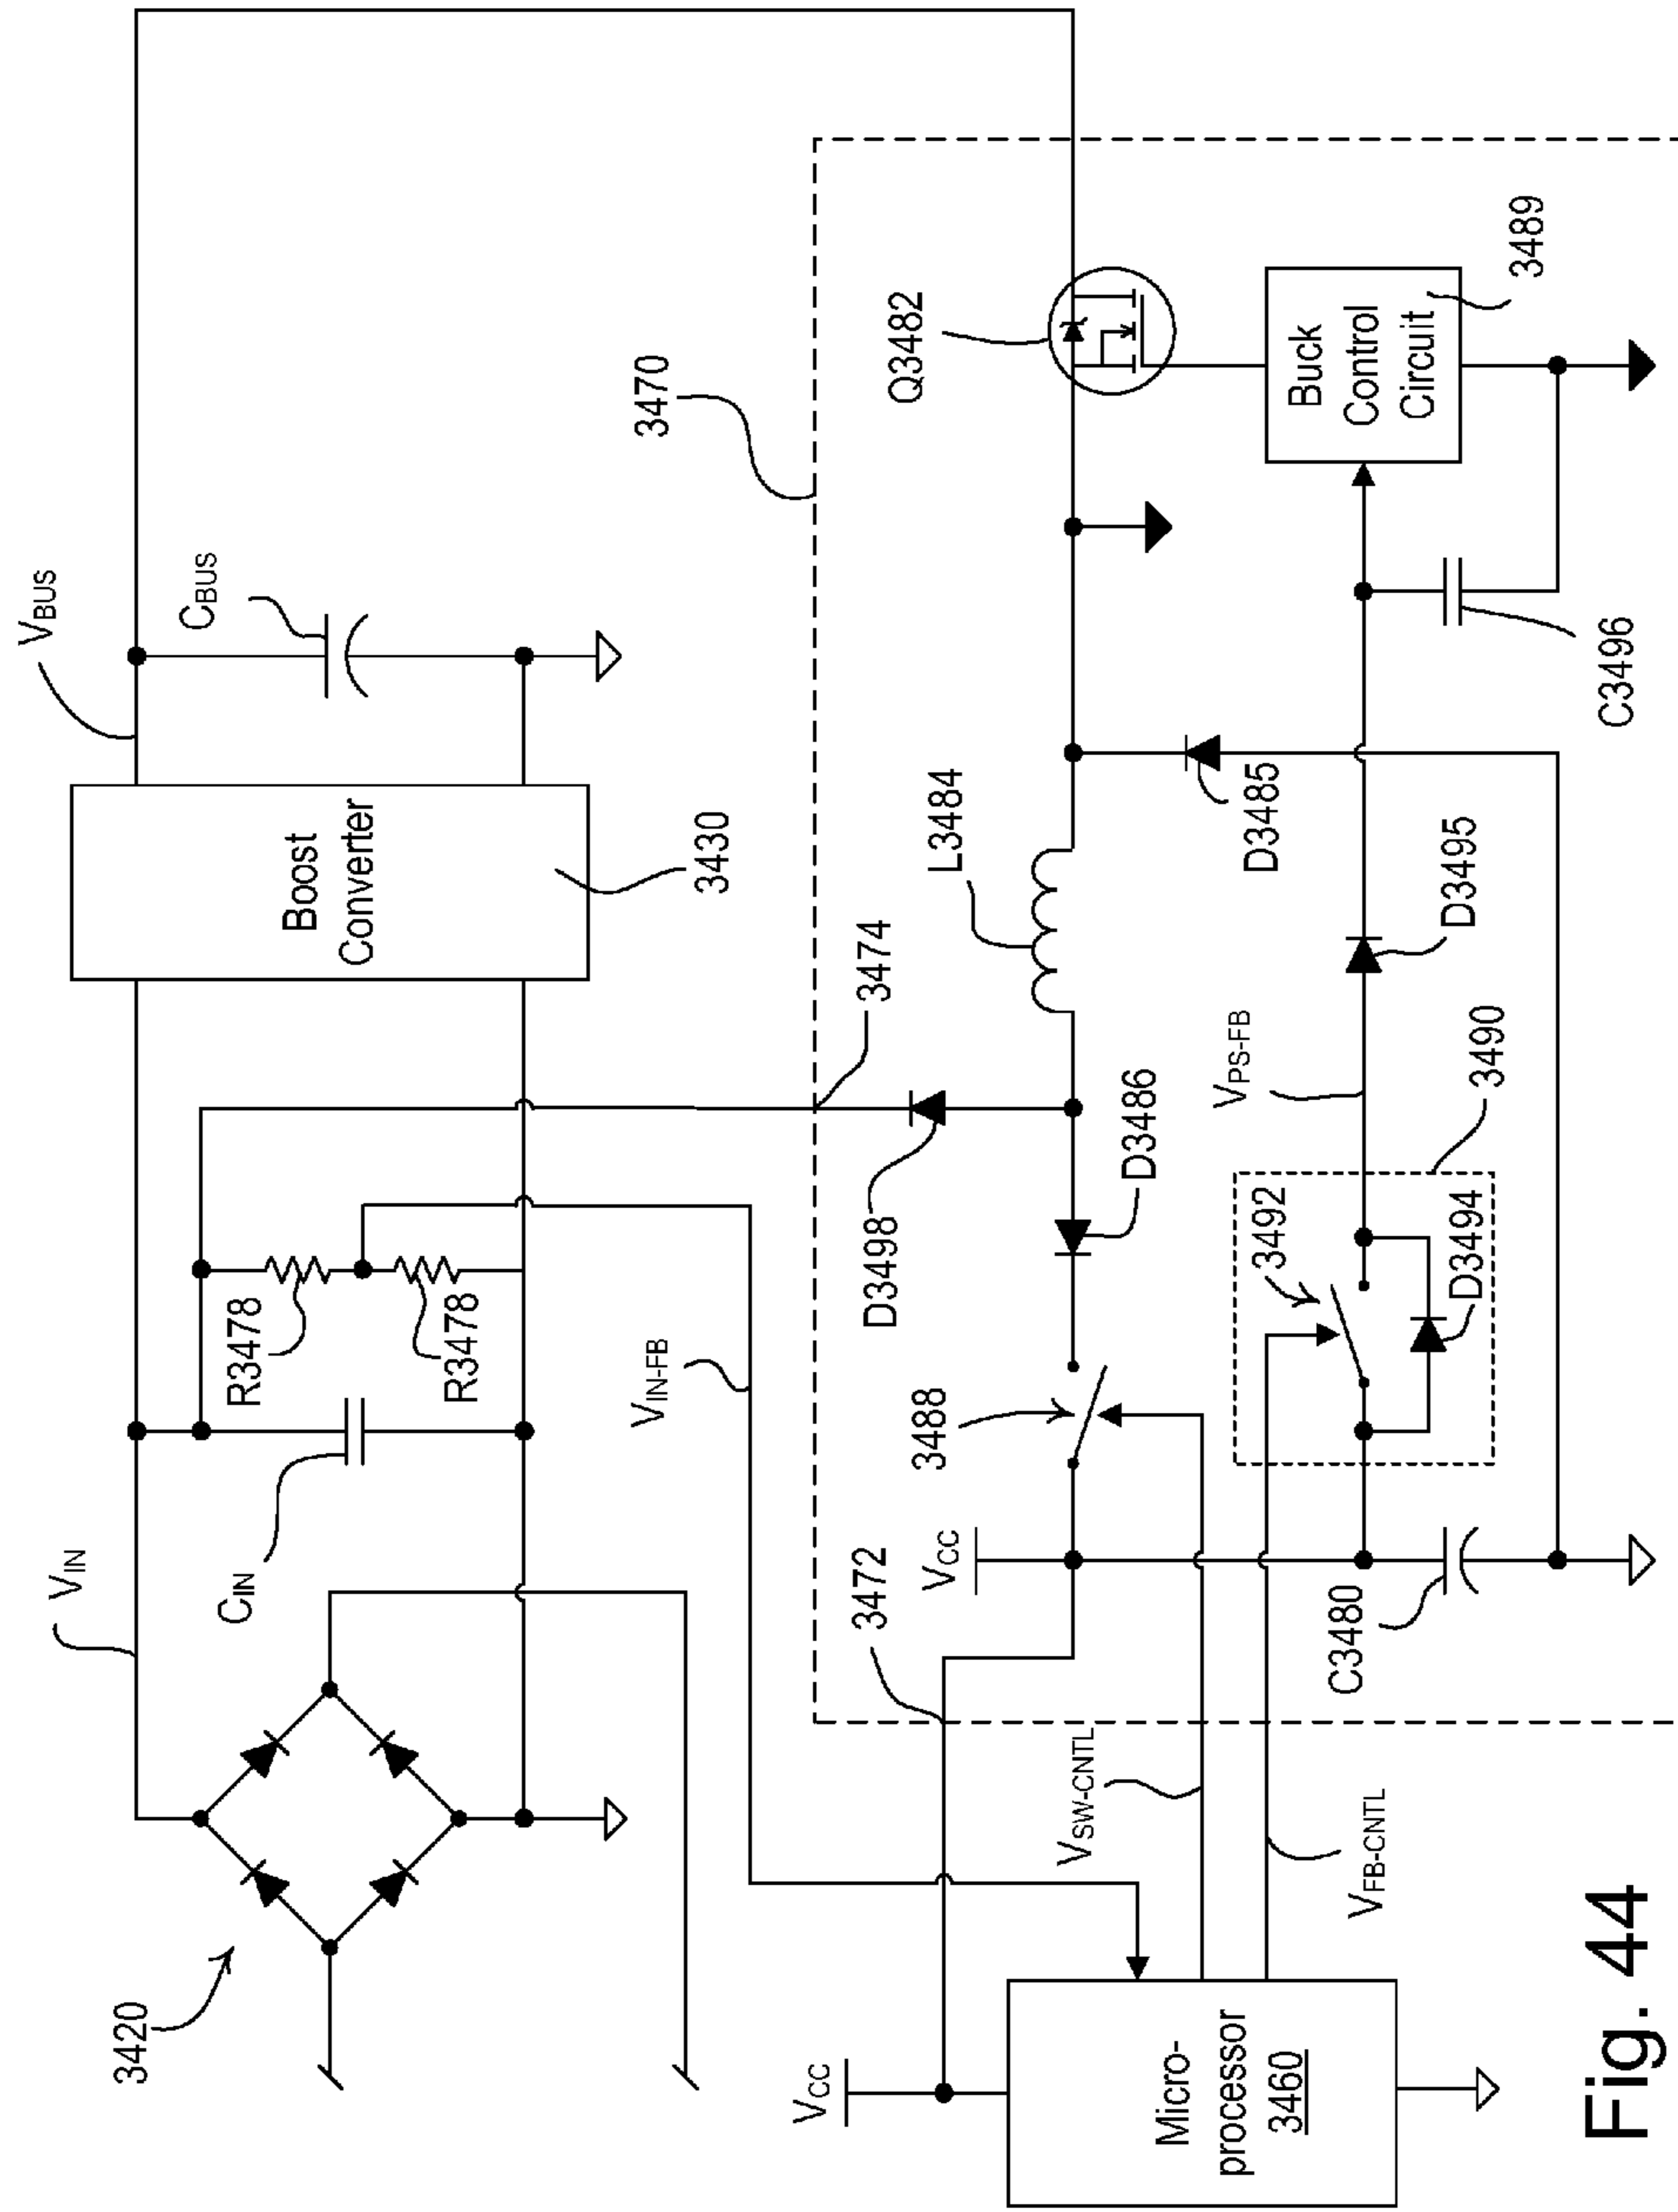 V_BUS
C_BUS
V_IN
C_IN
3420
R3478
R3478
Boost
Converter
3430
V_IN-FB
3474
3470
Q3482
L3484
D3498
D3486
D3485
3488
V_CC
3472
V_CC
Micro-
processor
3460
V_SW-CNTL
V_FB-CNTL
C3480
3492
D3494
3490
V_PS-FB
D3495
C3496
Buck
Control
Circuit
3489
Fig. 44